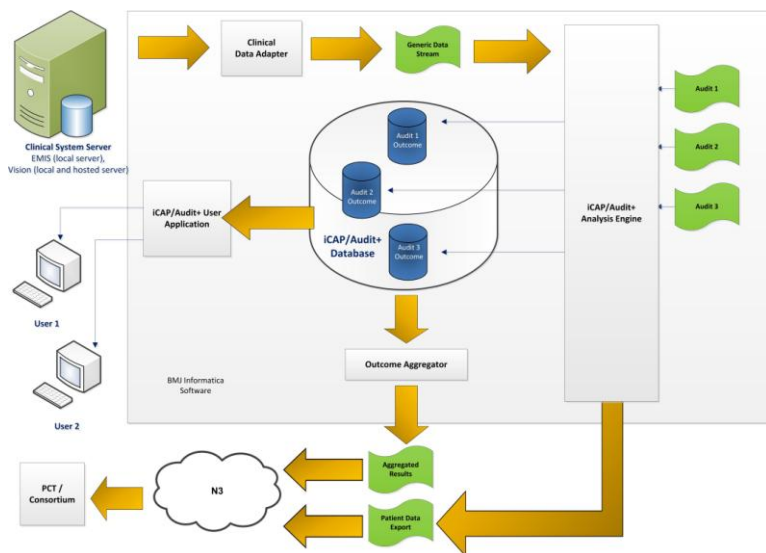 Clinical
Data Adapter
Generic Data
Stream
Clinical System Server
EMIS (local server),
Vision (local and hosted server)
Audit 1
Audit 2
Audit 3
iCAP/Audit+
Analysis Engine
Audit 1
Outcome
Audit 2
Outcome
Audit 3
Outcome
iCAP/Audit+
Database
iCAP/Audit+ User
Application
User 1
User 2
BMJ Informatica
Software
Outcome Aggregator
Aggregated
Results
Patient Data
Export
N3
PCT /
Consortium